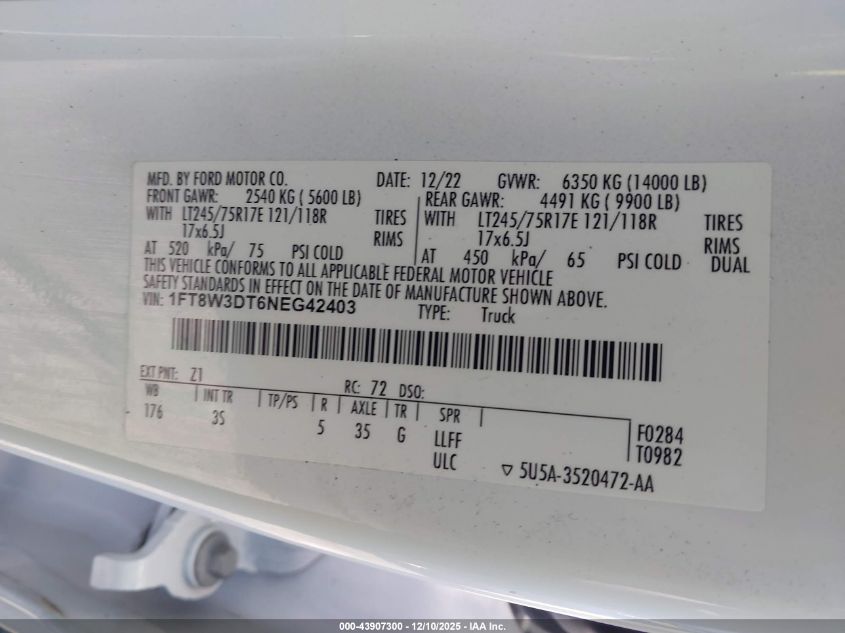 MFD. BY FORD MOTOR CO. DATE: 12/22 GVWR: 6350 KG (14000 LB)
FRONT GAWR: 2540 KG ( 5600 LB) REAR GAWR: 4491 KG ( 9900 LB)
WITH LT245/75R17E 121/118R TIRES WITH LT245/75R17E 121/118R TIRES
17x6.5J RIMS 17x6.5J RIMS
AT 520 kPa/ 75 PSI COLD AT 450 kPa/ 65 PSI COLD DUAL
THIS VEHICLE CONFORMS TO ALL APPLICABLE FEDERAL MOTOR VEHICLE
SAFETY STANDARDS IN EFFECT ON THE DATE OF MANUFACTURE SHOWN ABOVE.
VIN: 1FT8W3DT6NEG42403 TYPE: Truck
EXT PNT: Z1 RC: 72 DSO:
WB INT TR TP/PS R AXLE TR SPR
176 3S 5 35 G LLFF F0284
ULC T0982
▽ 5U5A-3520472-AA
000-43907300 - 12/10/2025 - IAA Inc.